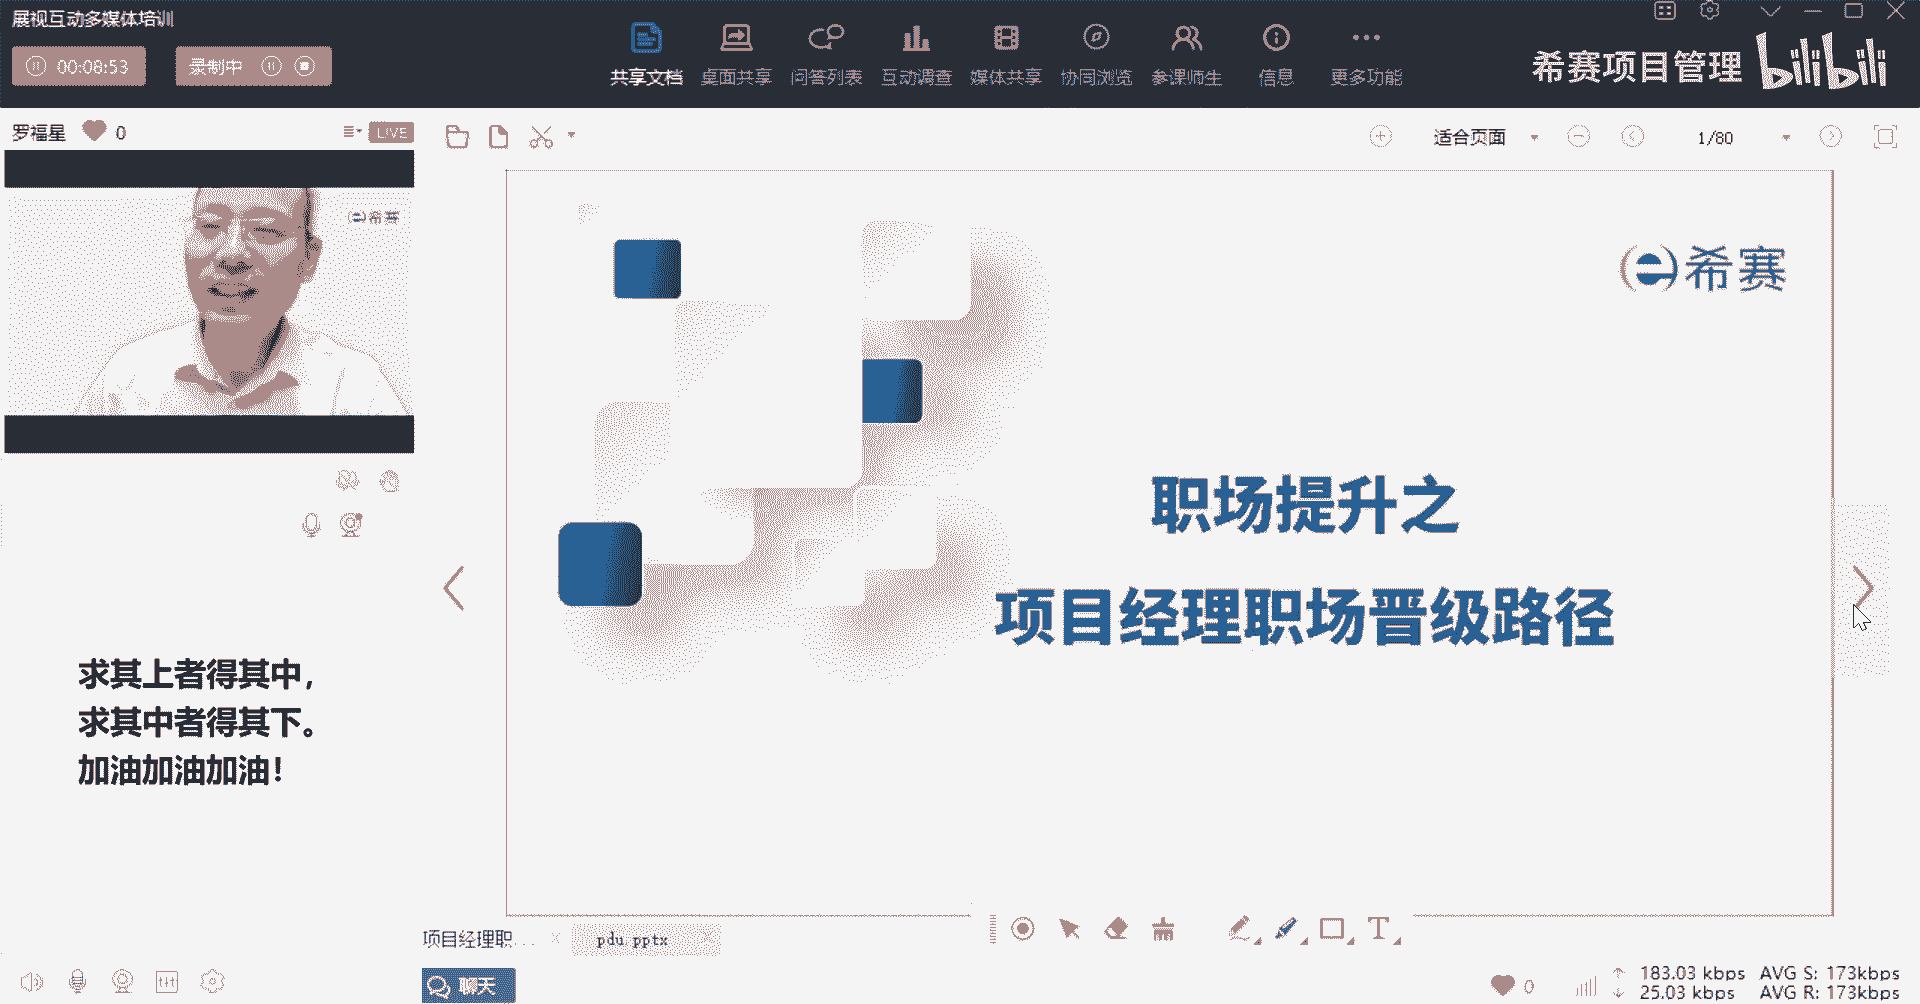 展视互动多媒体培训
00:08:53
录制中
共享文档
桌面共享
问答列表
互动调查
媒体共享
协同浏览
参课师生
信息
更多功能
希赛项目管理 bilibili
罗福星 0
LIVE
适合页面
1/80
希赛
希赛
职场提升之
项目经理职场晋级路径
求其上者得其中，
求其中者得其下。
加油加油加油！
项目经理职...
pdu.pptx
T
聊天
0
183.03 kbps AVG S: 173kbps
25.03 kbps AVG R: 173kbps